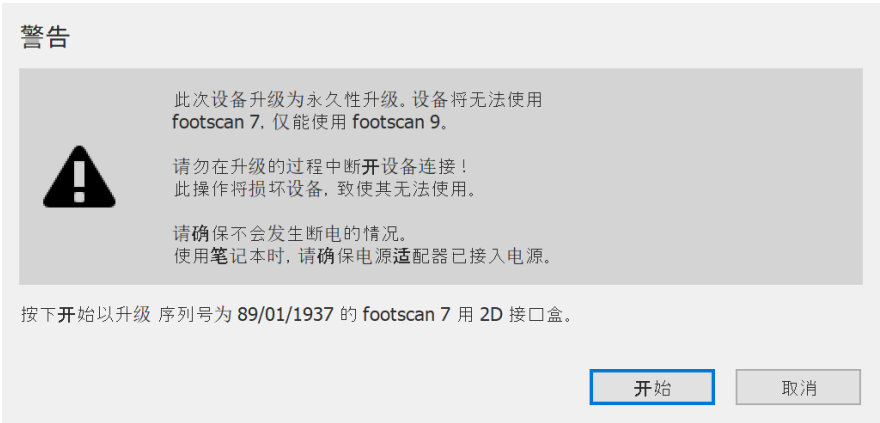 警告
此次设备升级为永久性升级。设备将无法使用
footscan 7, 仅能使用 footscan 9。
请勿在升级的过程中断开设备连接！
此操作将损坏设备, 致使其无法使用。
请确保不会发生断电的情况。
使用笔记本时, 请确保电源适配器已接入电源。
按下开始以升级 序列号为 89/01/1937 的 footscan 7 用 2D 接口盒。
开始
取消